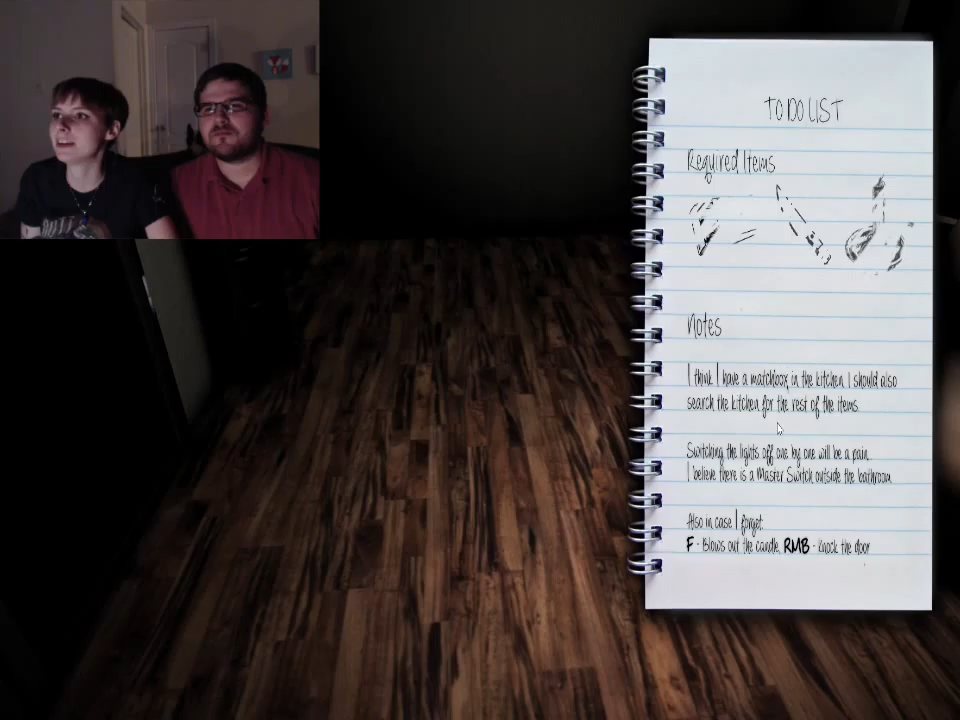 TO DO LIST
Required Items
Notes
I think I have a matchbox in the kitchen. I should also
search the kitchen for the rest of the items.
Switching the lights off one by one will be a pain.
I believe there is a Master Switch outside the bathroom.
Also in case I forget:
F - Blows out the candle, RMB - Knock the door